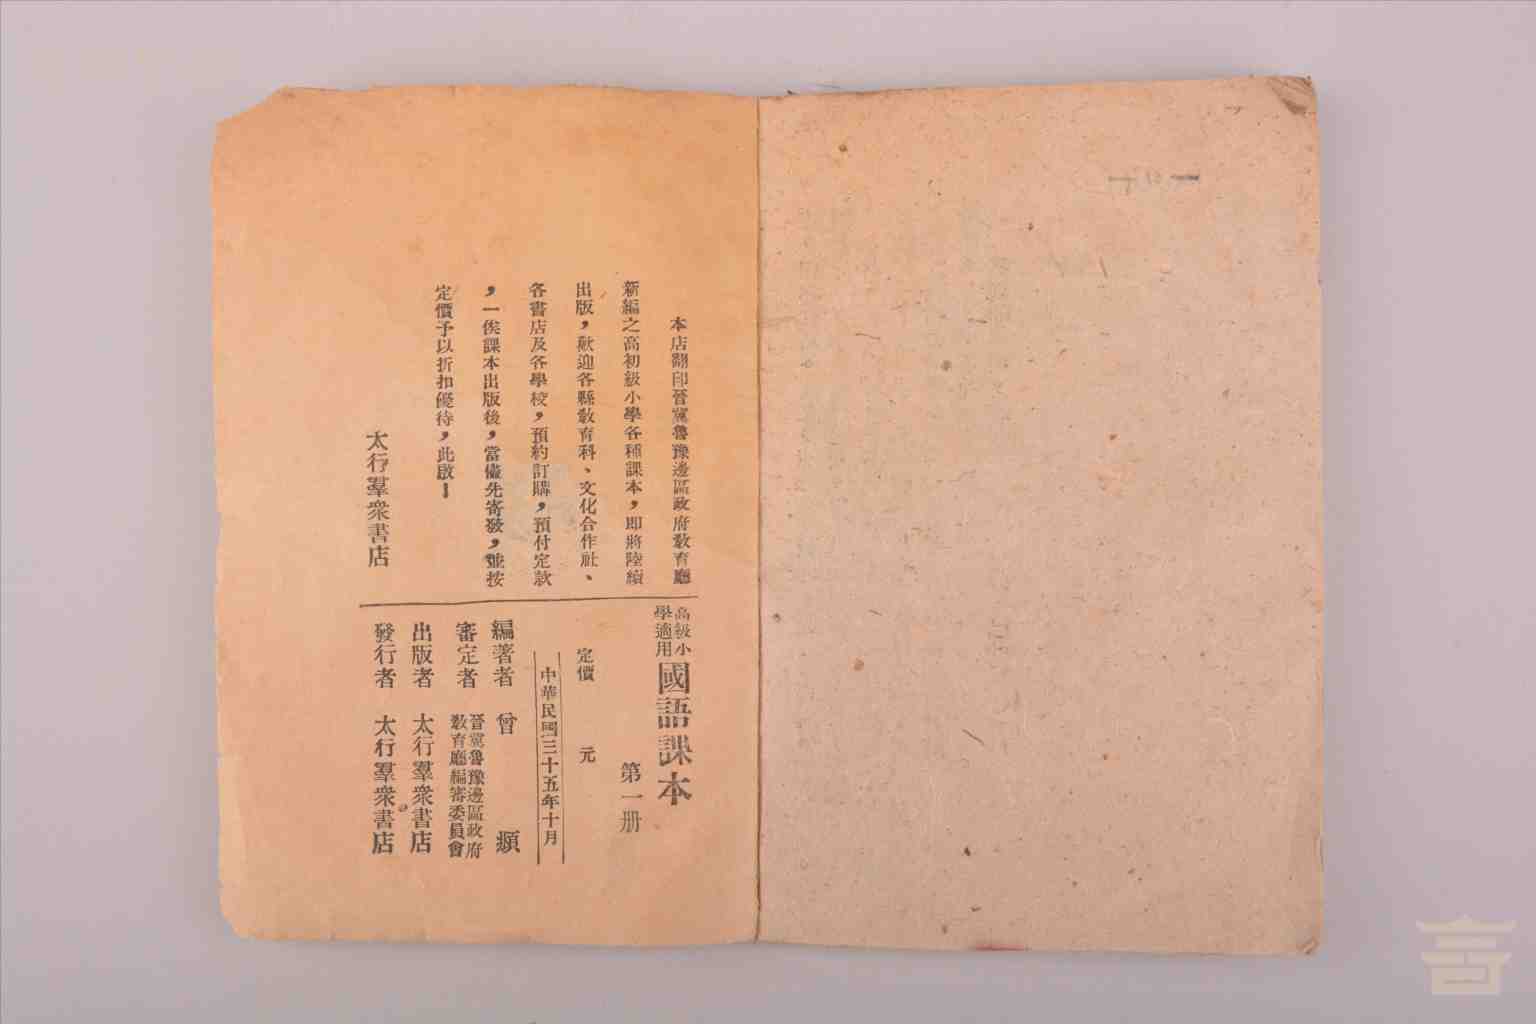 本店翻印晉冀魯豫邊區政府教育廳
新編之高初級小學各種課本，即將陸續
出版，歡迎各縣教育科、文化合作社、
各書店及各學校，預約訂購，預付定款
，一俟課本出版後，當儘先寄發，並按
定價予以折扣優待，此啟！
太行羣衆書店
高級小
學適用
國語課本
第一册
定價 元
中華民國三十五年十月
編著者 曾頑
審定者 晉冀魯豫邊區政府
教育廳編審委員會
出版者 太行羣衆書店
發行者 太行羣衆書店